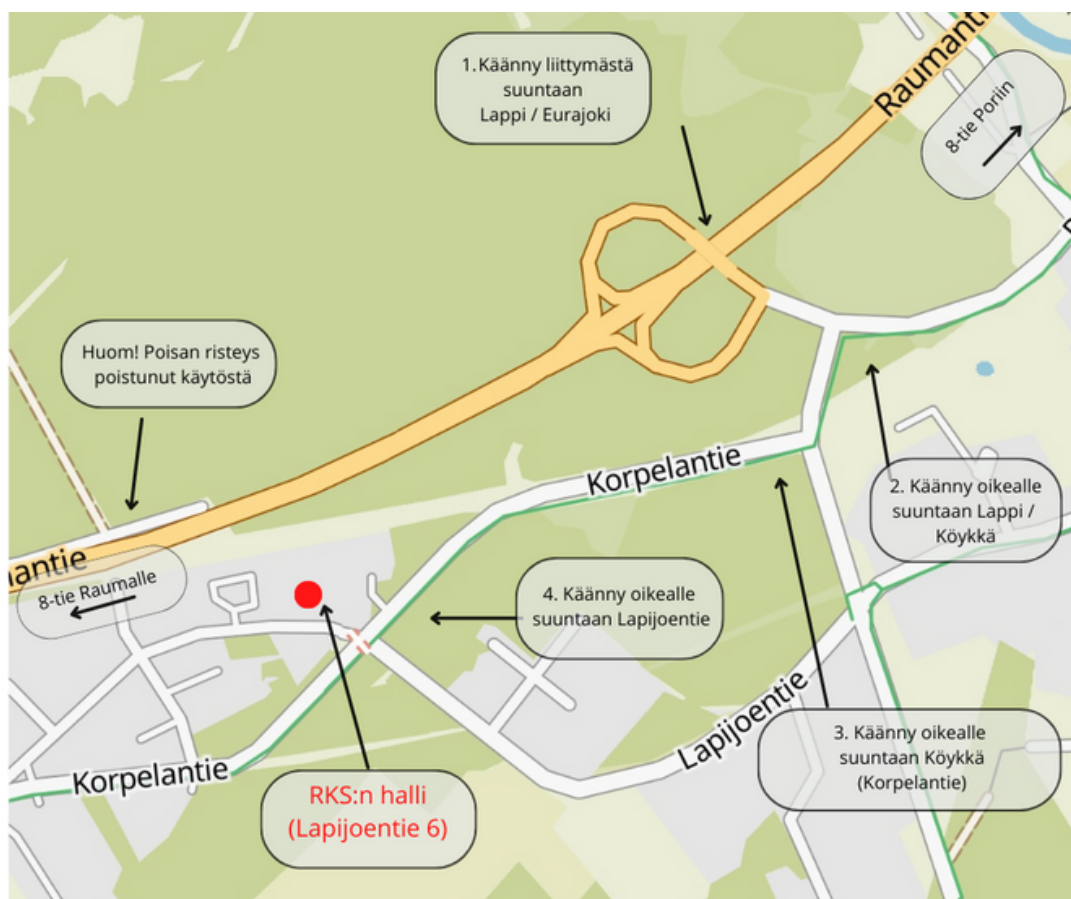 1. Käänny liittymästä
suuntaan
Lappi / Eurajoki
Raumanti
8-tie Poriin
Huom! Poisan risteys
poistunut käytöstä
Korpelantie
2. Käänny oikealle
suuntaan Lappi /
Köykkä
mantie
8-tie Raumalle
4. Käänny oikealle
suuntaan Lapijoentie
Lapijoentie
3. Käänny oikealle
suuntaan Köykkä
(Korpelantie)
Korpelantie
RKS:n halli
(Lapijoentie 6)